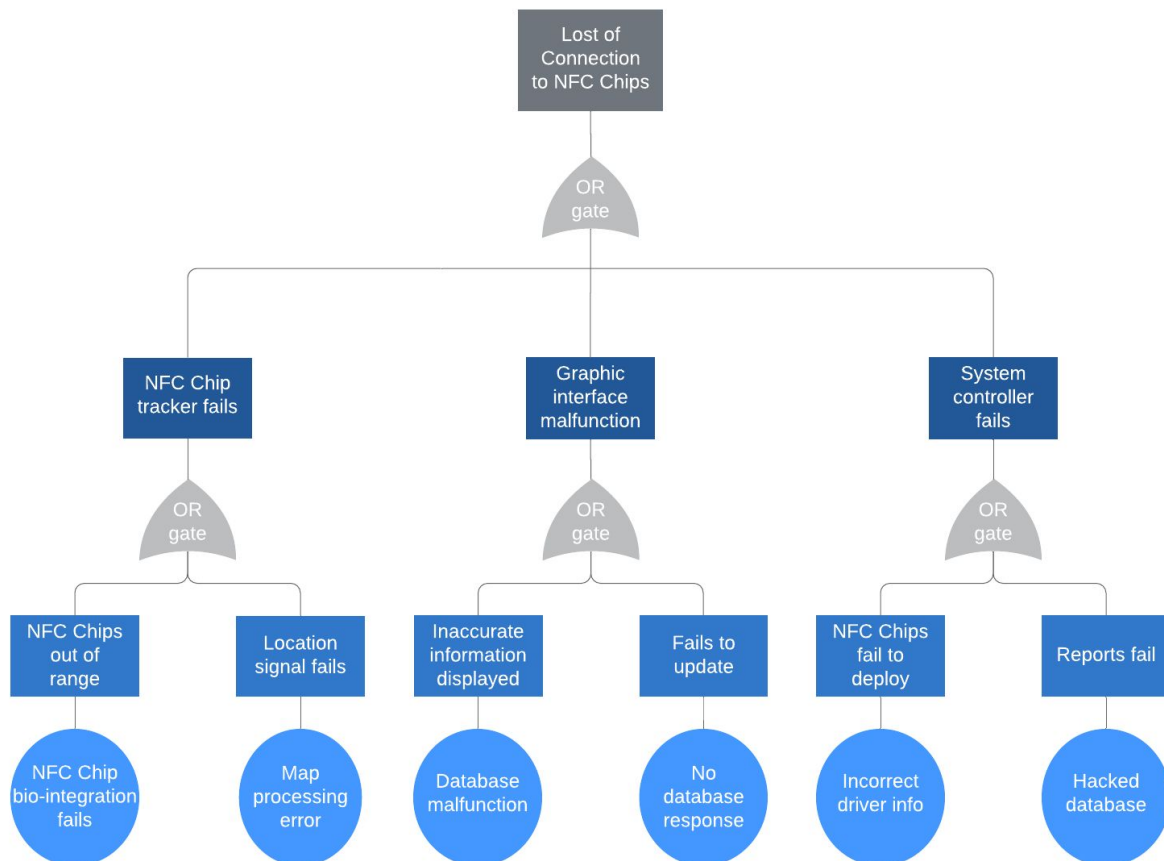 Lost of
Connection
to NFC Chips
OR
gate
NFC Chip
tracker fails
Graphic
interface
malfunction
System
controller
fails
OR
gate
OR
gate
OR
gate
NFC Chips
out of
range
Location
signal fails
Inaccurate
information
displayed
Fails to
update
NFC Chips
fail to
deploy
Reports fail
NFC Chip
bio-integration
fails
Map
processing
error
Database
malfunction
No
database
response
Incorrect
driver info
Hacked
database